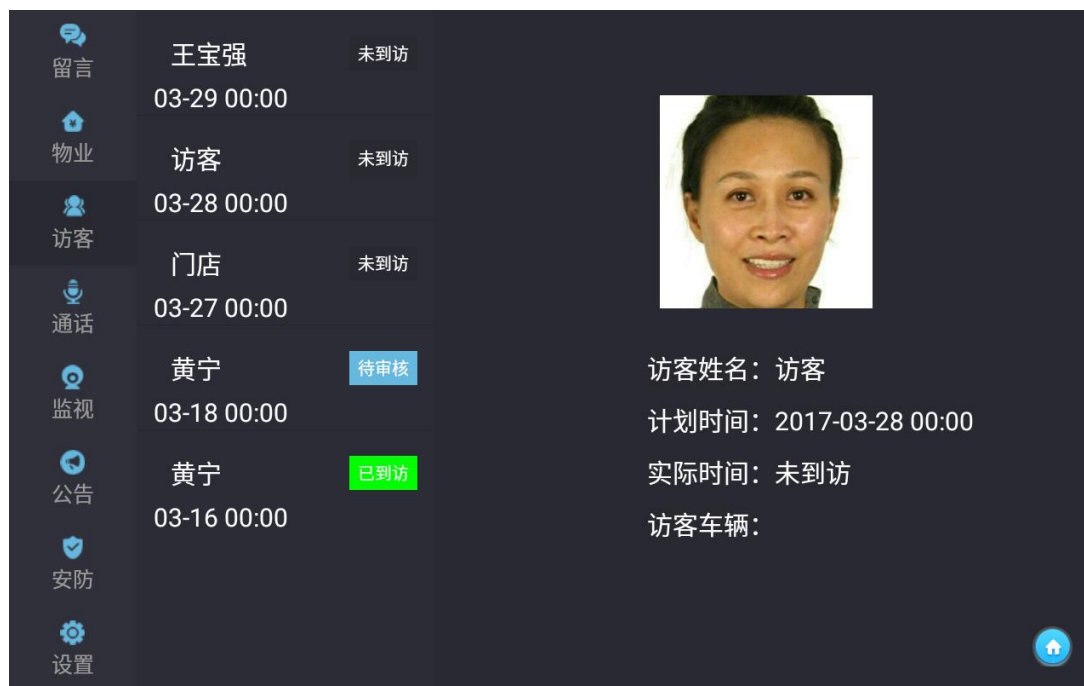 留言
物业
访客
通话
监视
公告
安防
设置
王宝强 未到访
03-29 00:00
访客 未到访
03-28 00:00
门店 未到访
03-27 00:00
黄宁 待审核
03-18 00:00
黄宁 已到访
03-16 00:00
访客姓名：访客
计划时间：2017-03-28 00:00
实际时间：未到访
访客车辆：